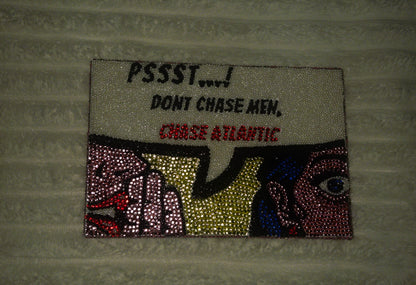 PSSST....!
DONT CHASE MEN,
CHASE ATLANTIC